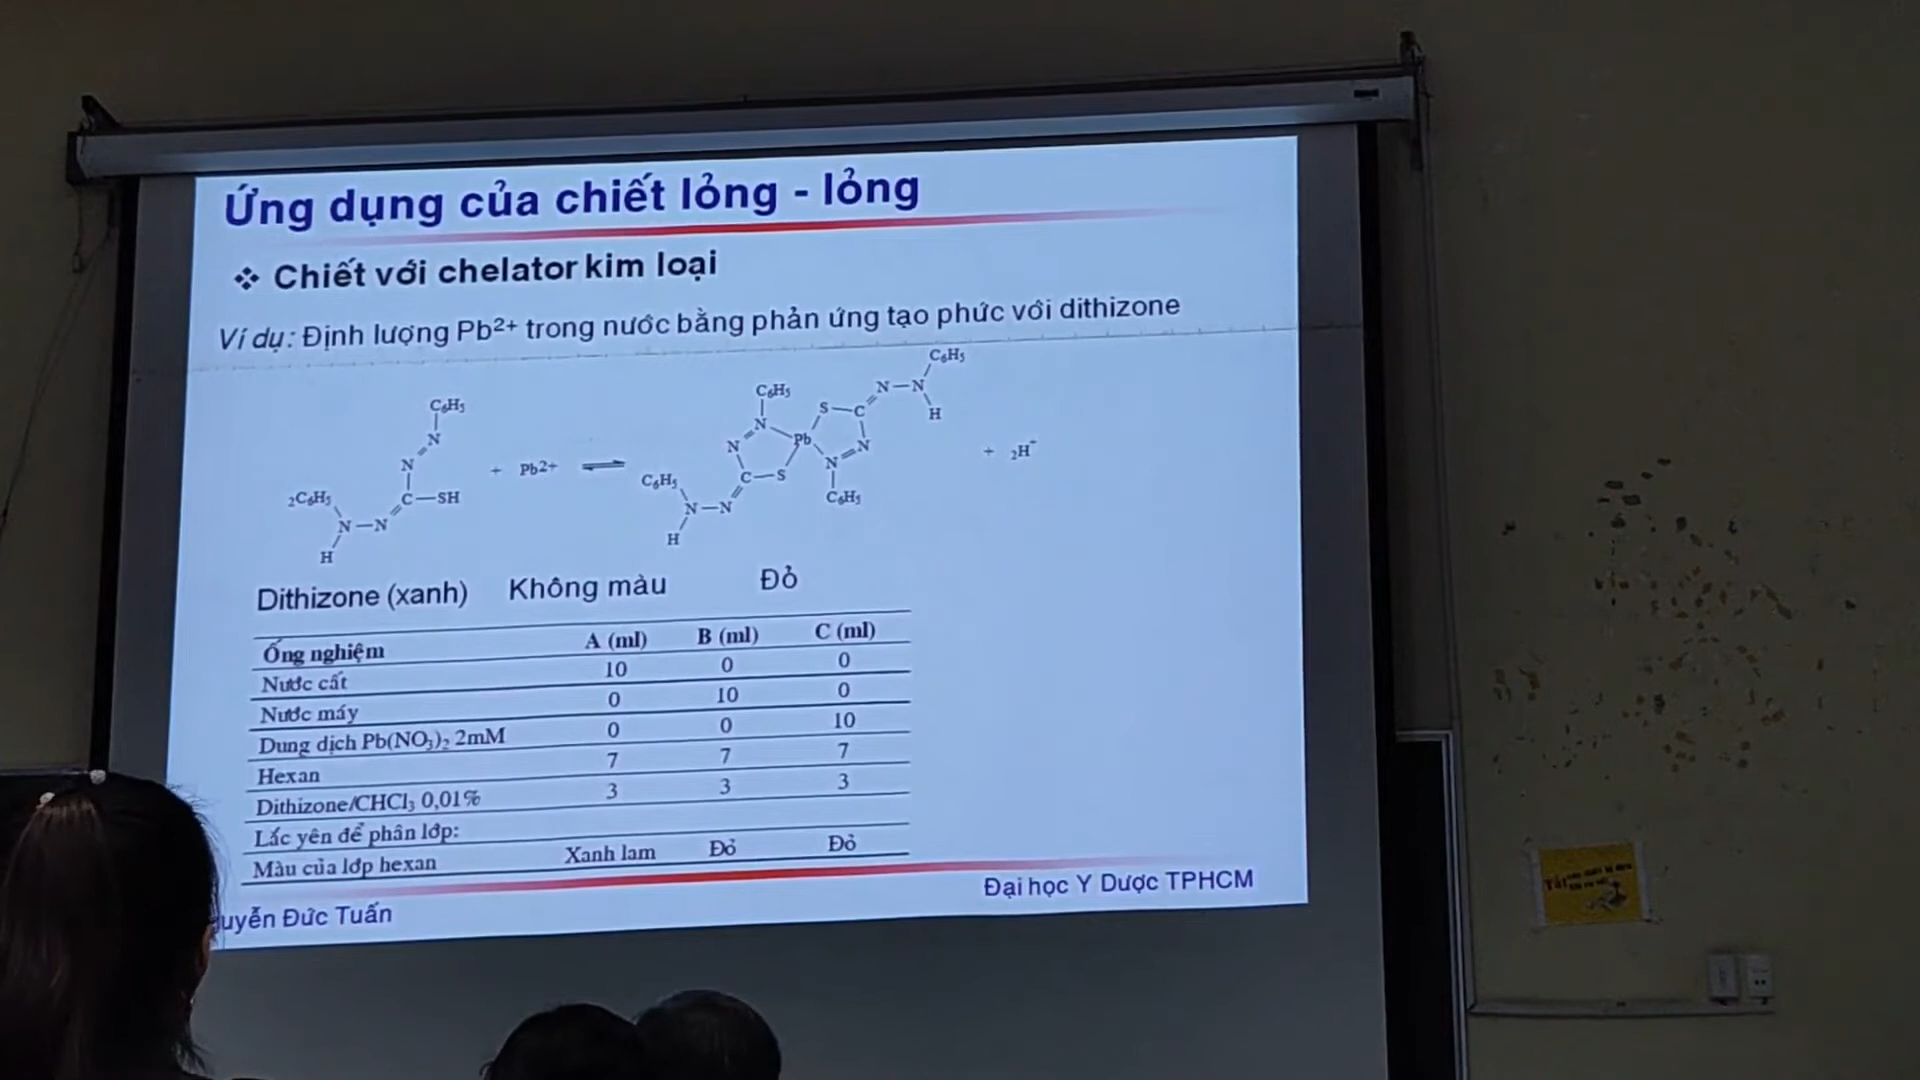 Ứng dụng của chiết lỏng - lỏng
❖ Chiết với chelator kim loại
Ví dụ: Định lượng Pb2+ trong nước bằng phản ứng tạo phức với dithizone
C6H5
N
N
2C6H5
C—SH
N—N
H
+ Pb2+ ⇌
C6H5
N
N
Pb
C—S
C6H5
N—N
H
S—C
N
N
C6H5
N—N
C6H5
H
+ 2H-
Dithizone (xanh) Không màu Đỏ
Ống nghiệm A (ml) B (ml) C (ml)
Nước cất 10 0 0
Nước máy 0 10 0
Dung dịch Pb(NO3)2 2mM 0 0 10
Hexan 7 7 7
Dithizone/CHCl3 0,01% 3 3 3
Lắc yên để phân lớp:
Màu của lớp hexan Xanh lam Đỏ Đỏ
uyễn Đức Tuấn
Đại học Y Dược TPHCM